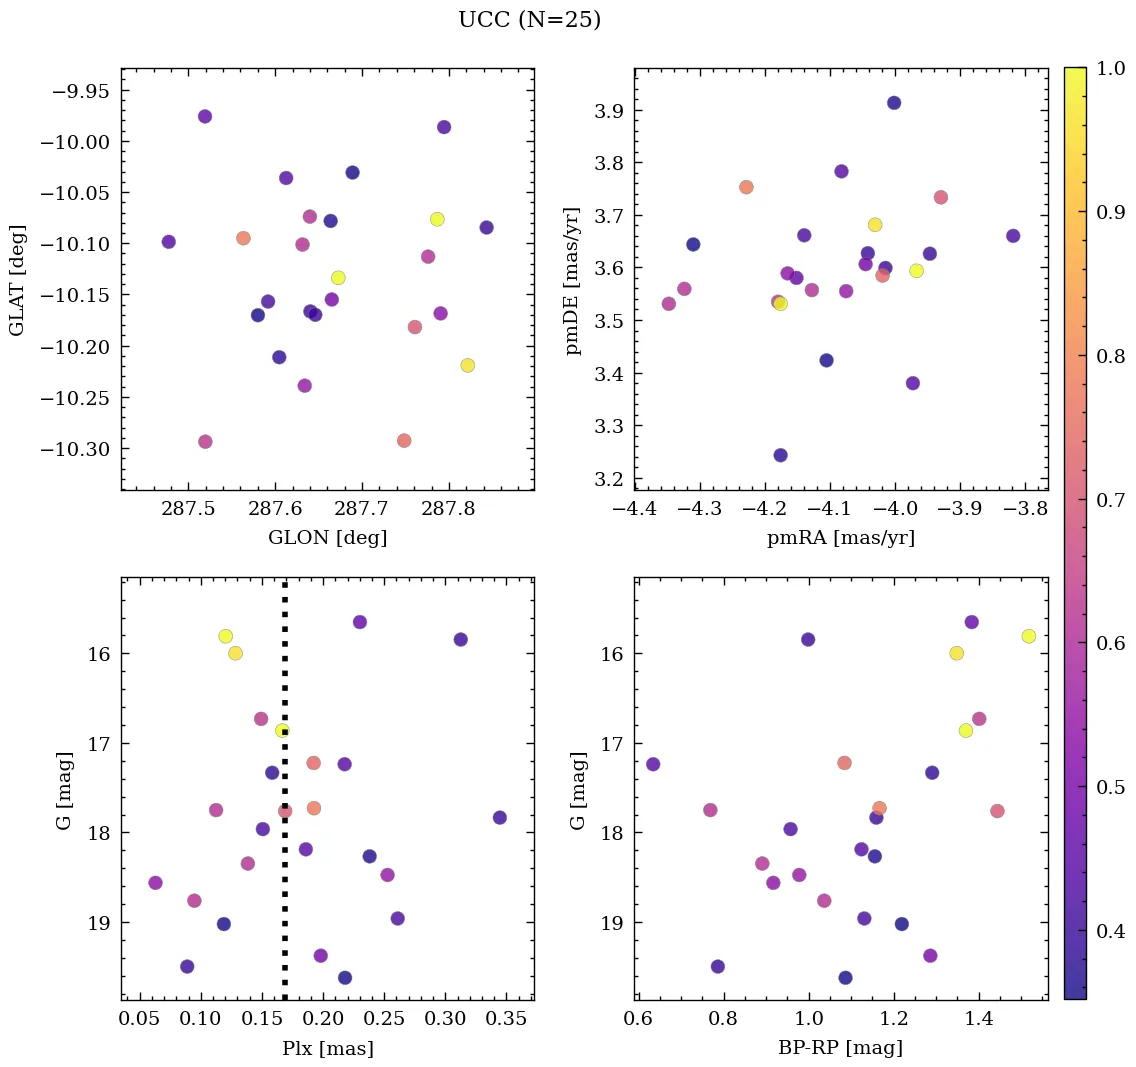 UCC (N=25)
−9.95
−10.00
−10.05
−10.10
−10.15
−10.20
−10.25
−10.30
GLAT [deg]
287.5 287.6 287.7 287.8
GLON [deg]
3.9
3.8
3.7
3.6
3.5
3.4
3.3
3.2
pmDE [mas/yr]
−4.4 −4.3 −4.2 −4.1 −4.0 −3.9 −3.8
pmRA [mas/yr]
1.0
0.9
0.8
0.7
0.6
0.5
0.4
16
17
18
19
G [mag]
0.05 0.10 0.15 0.20 0.25 0.30 0.35
Plx [mas]
16
17
18
19
G [mag]
0.6 0.8 1.0 1.2 1.4
BP-RP [mag]